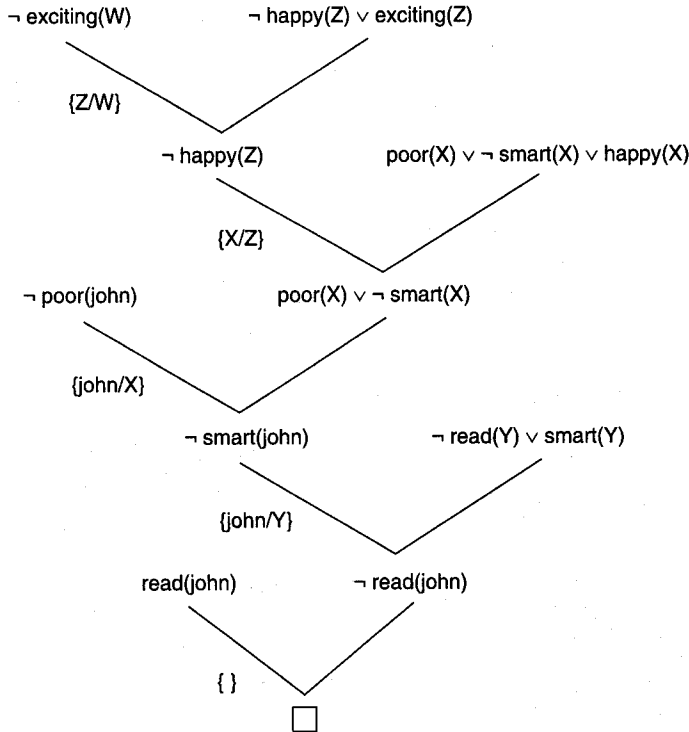 ¬ exciting(W) ¬ happy(Z) ∨ exciting(Z)
{Z/W}
¬ happy(Z) poor(X) ∨ ¬ smart(X) ∨ happy(X)
{X/Z}
¬ poor(john) poor(X) ∨ ¬ smart(X)
{john/X}
¬ smart(john) ¬ read(Y) ∨ smart(Y)
{john/Y}
read(john) ¬ read(john)
{ }